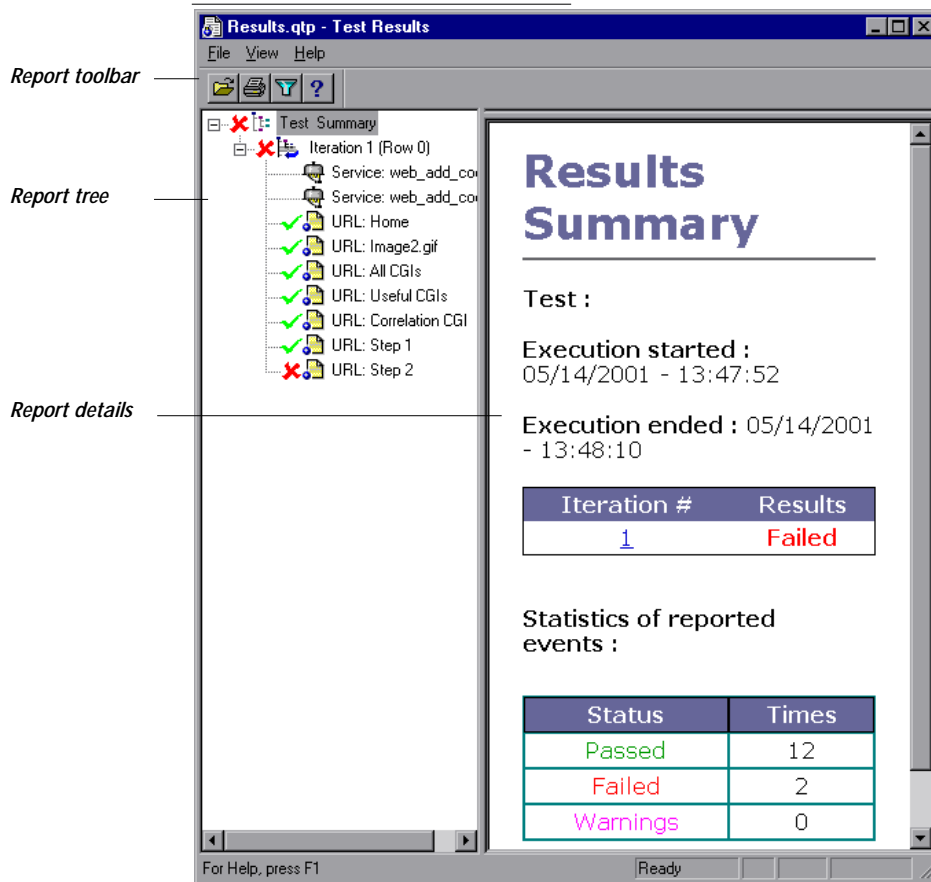 Results.qtp - Test Results
File View Help
Report toolbar
?
Test Summary
Iteration 1 (Row 0)
Service: web_add_coo
Service: web_add_coo
Report tree
URL: Home
URL: Image2.gif
URL: All CGIs
URL: Useful CGIs
URL: Correlation CGI
URL: Step 1
URL: Step 2
Report details
Results
Summary
Test :
Execution started :
05/14/2001 - 13:47:52
Execution ended : 05/14/2001
- 13:48:10
Iteration # Results
1 Failed
Statistics of reported
events :
Status Times
Passed 12
Failed 2
Warnings 0
For Help, press F1
Ready